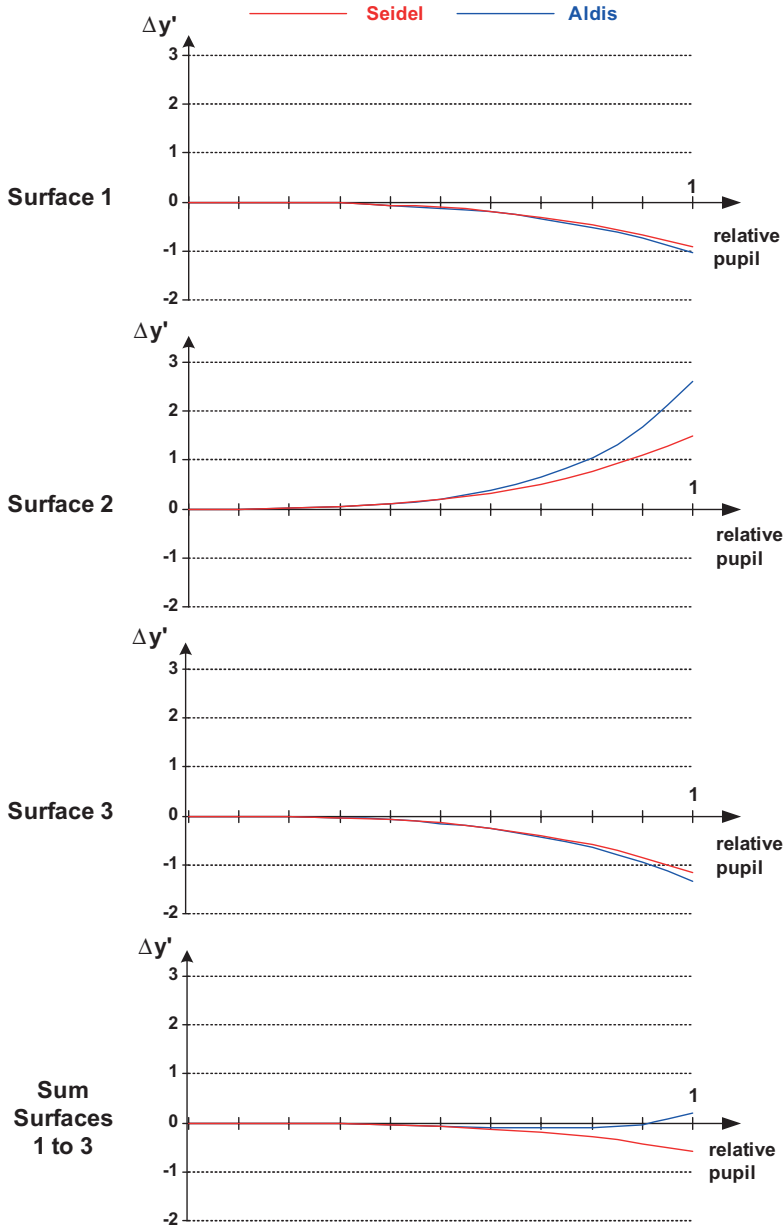 Seidel Aldis
Δy'
3
2
1
Surface 1
0
1
-1
relative
pupil
-2
Δy'
3
2
1
Surface 2
0
1
-1
relative
pupil
-2
Δy'
3
2
1
1
Surface 3
0
relative
pupil
-1
-2
Δy'
3
2
1
Sum
Surfaces
1 to 3
1
0
relative
pupil
-1
-2